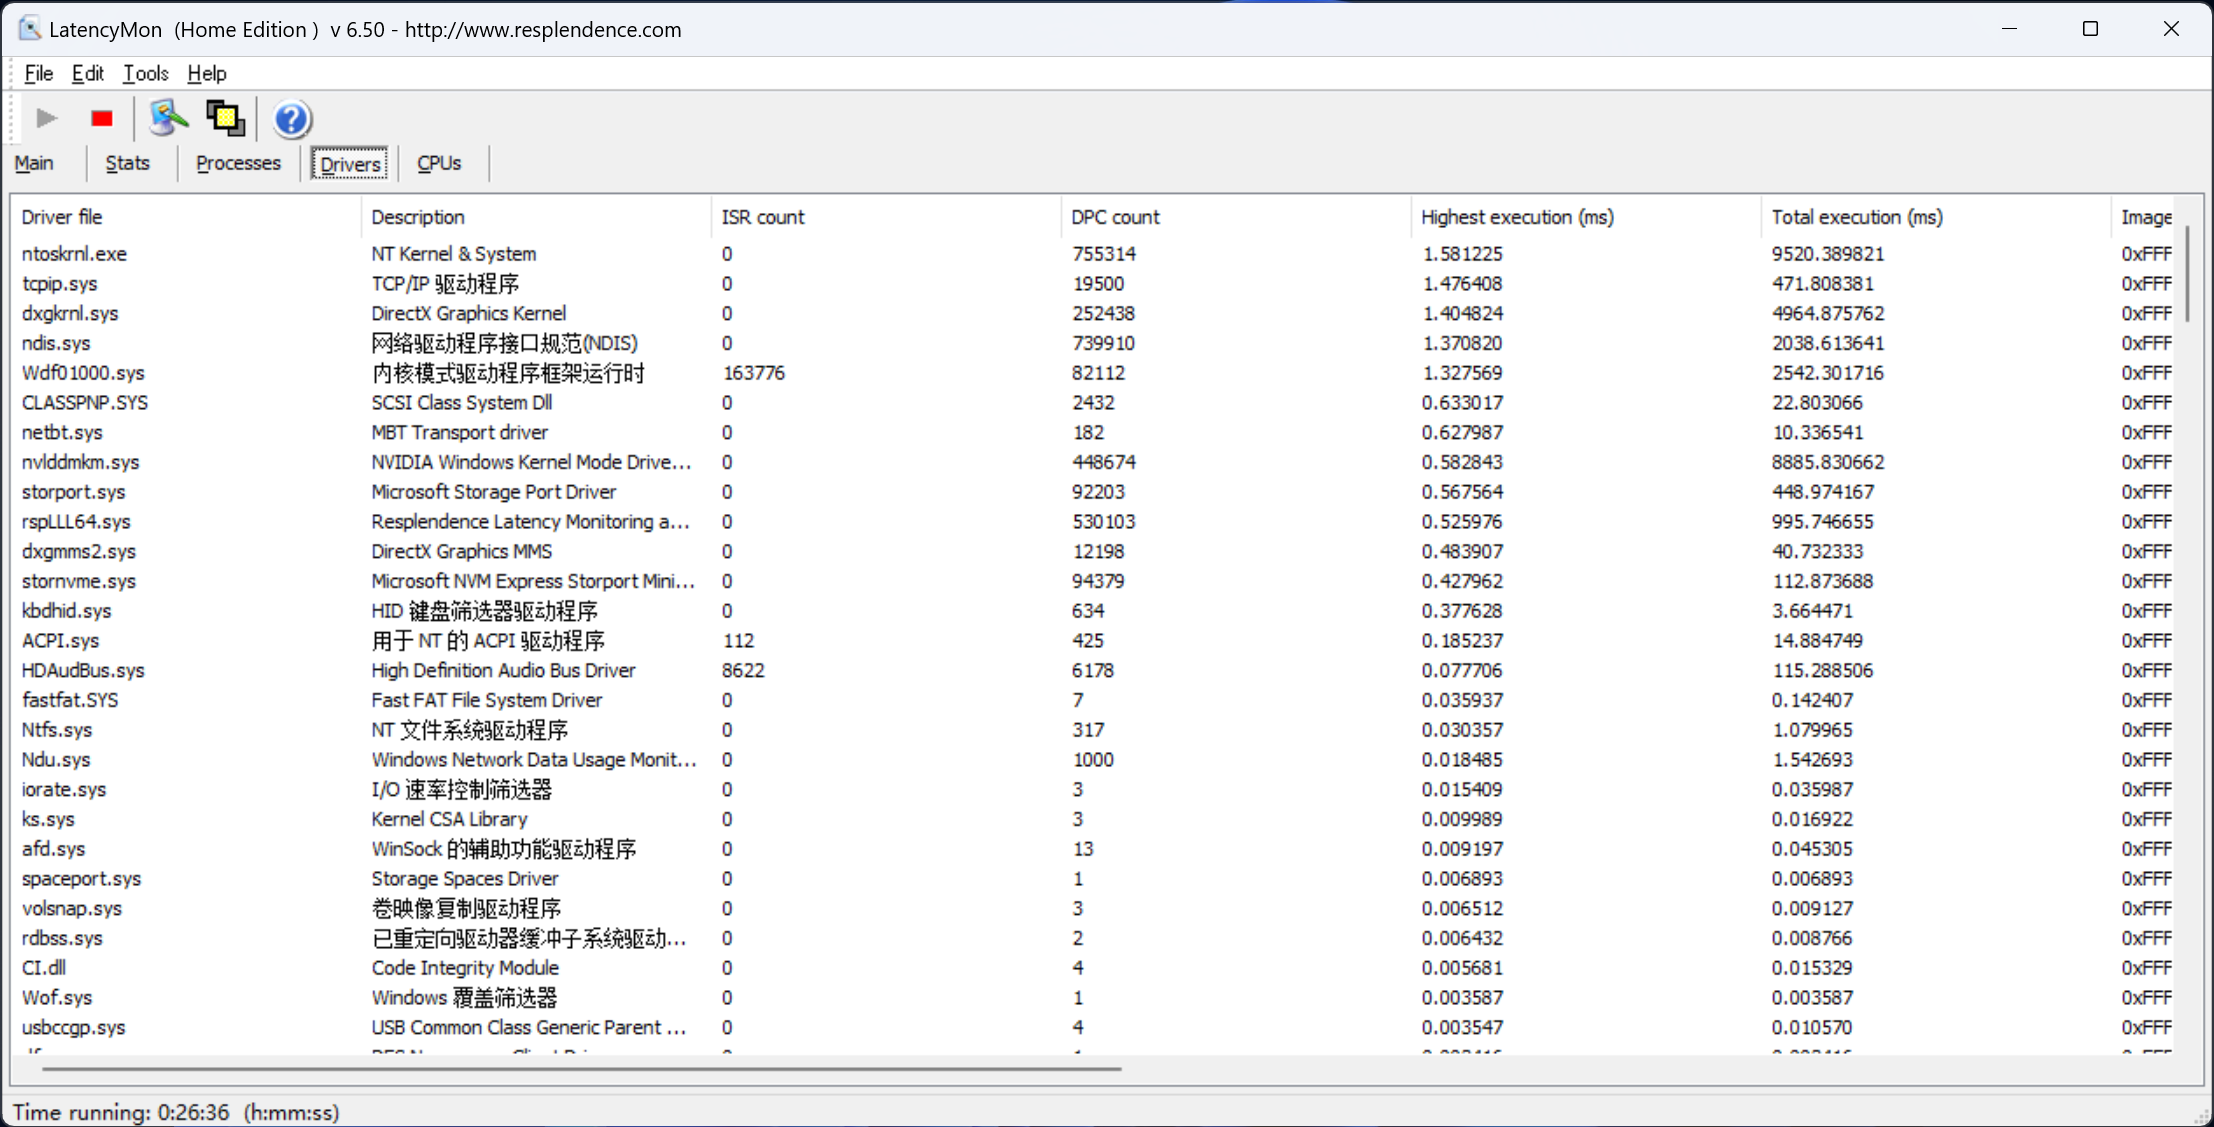 LatencyMon (Home Edition ) v 6.50 - http://www.resplendence.com
File Edit Tools Help
Main Stats Processes Drivers CPUs
Driver file Description ISR count DPC count Highest execution (ms) Total execution (ms) Image
ntoskrnl.exe NT Kernel & System 0 755314 1.581225 9520.389821 0xFFF
tcpip.sys TCP/IP 驱动程序 0 19500 1.476408 471.808381 0xFFF
dxgkrnl.sys DirectX Graphics Kernel 0 252438 1.404824 4964.875762 0xFFF
ndis.sys 网络驱动程序接口规范(NDIS) 0 739910 1.370820 2038.613641 0xFFF
Wdf01000.sys 内核模式驱动程序框架运行时 163776 82112 1.327569 2542.301716 0xFFF
CLASSPNP.SYS SCSI Class System Dll 0 2432 0.633017 22.803066 0xFFF
netbt.sys MBT Transport driver 0 182 0.627987 10.336541 0xFFF
nvlddmkm.sys NVIDIA Windows Kernel Mode Drive... 0 448674 0.582843 8885.830662 0xFFF
storport.sys Microsoft Storage Port Driver 0 92203 0.567564 448.974167 0xFFF
rspLLL64.sys Resplendence Latency Monitoring a... 0 530103 0.525976 995.746655 0xFFF
dxgmms2.sys DirectX Graphics MMS 0 12198 0.483907 40.732333 0xFFF
stornvme.sys Microsoft NVM Express Storport Mini... 0 94379 0.427962 112.873688 0xFFF
kbdhid.sys HID 键盘筛选器驱动程序 0 634 0.377628 3.664471 0xFFF
ACPI.sys 用于 NT 的 ACPI 驱动程序 112 425 0.185237 14.884749 0xFFF
HDAudBus.sys High Definition Audio Bus Driver 8622 6178 0.077706 115.288506 0xFFF
fastfat.SYS Fast FAT File System Driver 0 7 0.035937 0.142407 0xFFF
Ntfs.sys NT 文件系统驱动程序 0 317 0.030357 1.079965 0xFFF
Ndu.sys Windows Network Data Usage Monit... 0 1000 0.018485 1.542693 0xFFF
iorate.sys I/O 速率控制筛选器 0 3 0.015409 0.035987 0xFFF
ks.sys Kernel CSA Library 0 3 0.009989 0.016922 0xFFF
afd.sys WinSock 的辅助功能驱动程序 0 13 0.009197 0.045305 0xFFF
spaceport.sys Storage Spaces Driver 0 1 0.006893 0.006893 0xFFF
volsnap.sys 卷映像复制驱动程序 0 3 0.006512 0.009127 0xFFF
rdbss.sys 已重定向驱动器缓冲子系统驱动... 0 2 0.006432 0.008766 0xFFF
CI.dll Code Integrity Module 0 4 0.005681 0.015329 0xFFF
Wof.sys Windows 覆盖筛选器 0 1 0.003587 0.003587 0xFFF
usbccgp.sys USB Common Class Generic Parent ... 0 4 0.003547 0.010570 0xFFF
Time running: 0:26:36 (h:mm:ss)